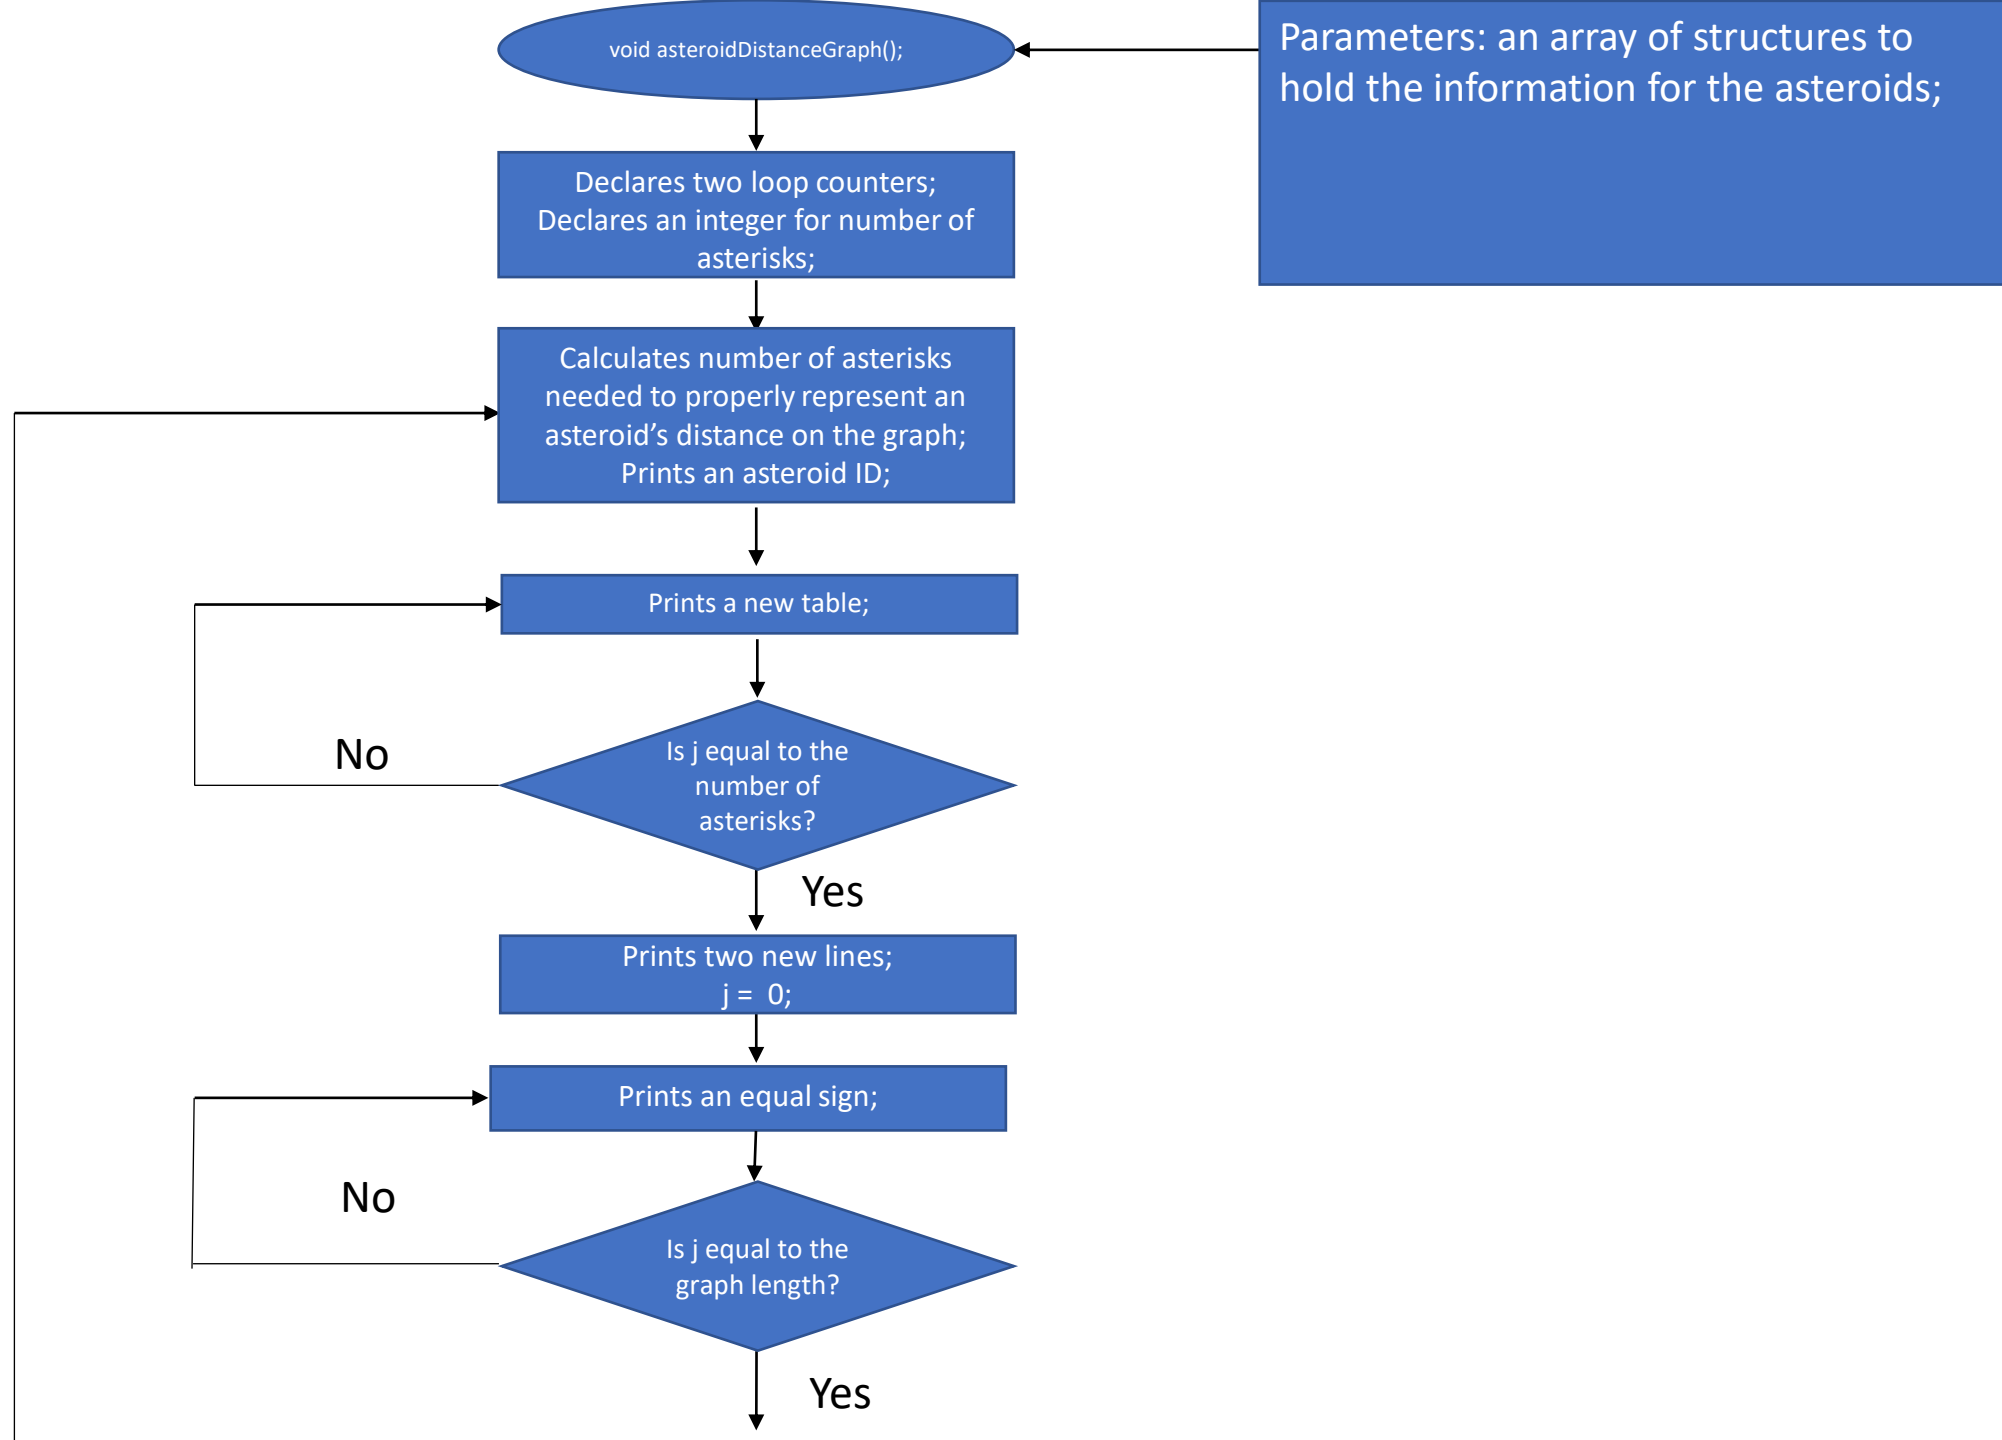 void asteroidDistanceGraph();
Parameters: an array of structures to
hold the information for the asteroids;
Declares two loop counters;
Declares an integer for number of
asterisks;
Calculates number of asterisks
needed to properly represent an
asteroid’s distance on the graph;
Prints an asteroid ID;
Prints a new table;
No
Is j equal to the
number of
asterisks?
Yes
Prints two new lines;
j = 0;
Prints an equal sign;
No
Is j equal to the
graph length?
Yes